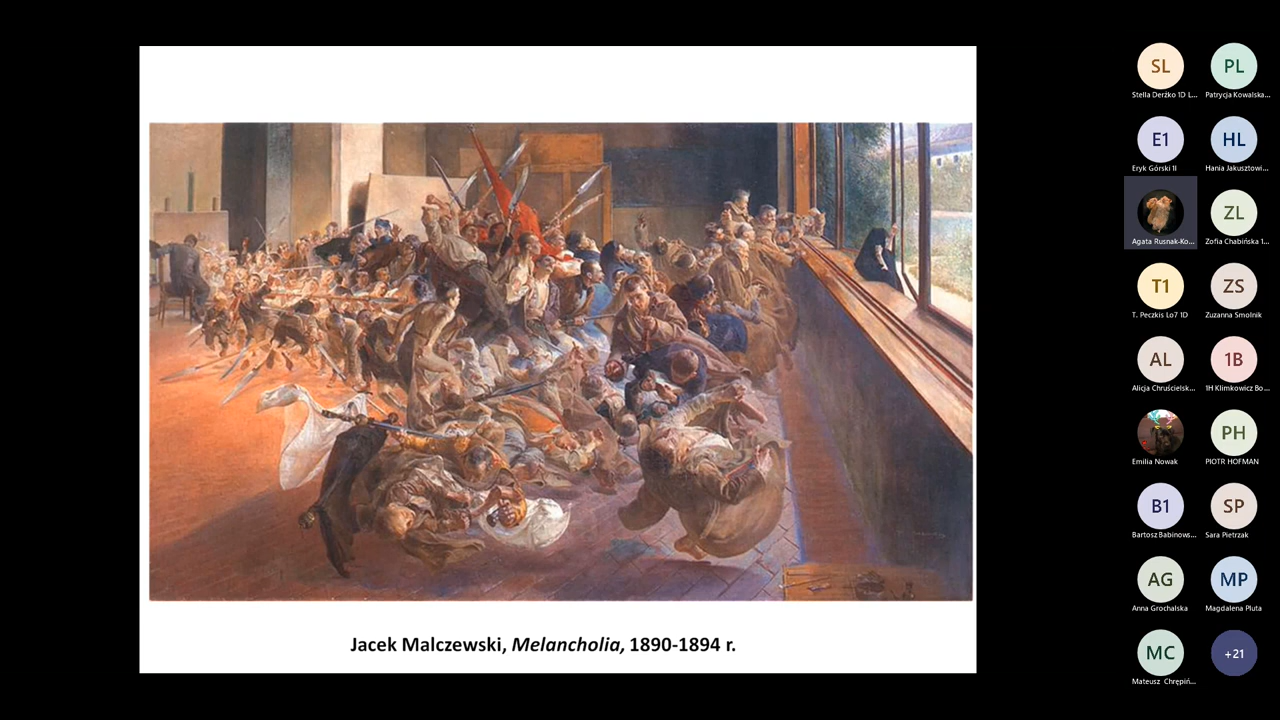 SL
PL
Stella Derżko 1D L...
Patrycja Kowalska...
E1
HL
Eryk Górski 1I
Hania Jakusztowi...
Agata Rusnak-Ko...
ZL
Zofia Chabińska 1...
T1
ZS
T. Peczkis Lo7 1D
Zuzanna Smolnik
AL
1B
Alicja Chruścielsk...
1H Klimkowicz Bo...
PH
Emilia Nowak
PIOTR HOFMAN
B1
SP
Bartosz Babinows...
Sara Pietrzak
AG
MP
Anna Grochalska
Magdalena Pluta
MC
+21
Mateusz Chrępiń...
Jacek Malczewski, Melancholia, 1890-1894 r.